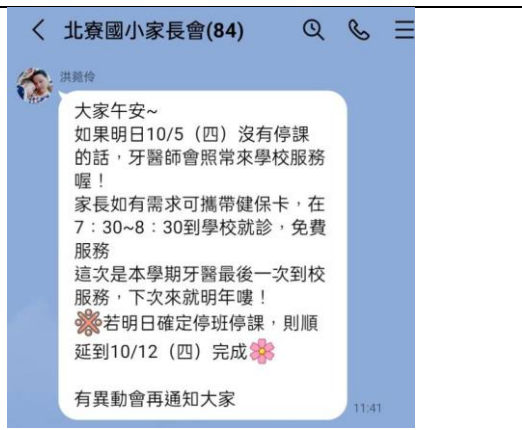 北寮國小家長會(84)
洪菀伶
大家午安~
如果明日10/5（四）沒有停課
的話，牙醫師會照常來學校服務
喔！
家長如有需求可攜帶健保卡，在
7：30~8：30到學校就診，免費
服務
這次是本學期牙醫最後一次到校
服務，下次來就明年嘍！
若明日確定停班停課，則順
延到10/12（四）完成
有異動會再通知大家
11:41